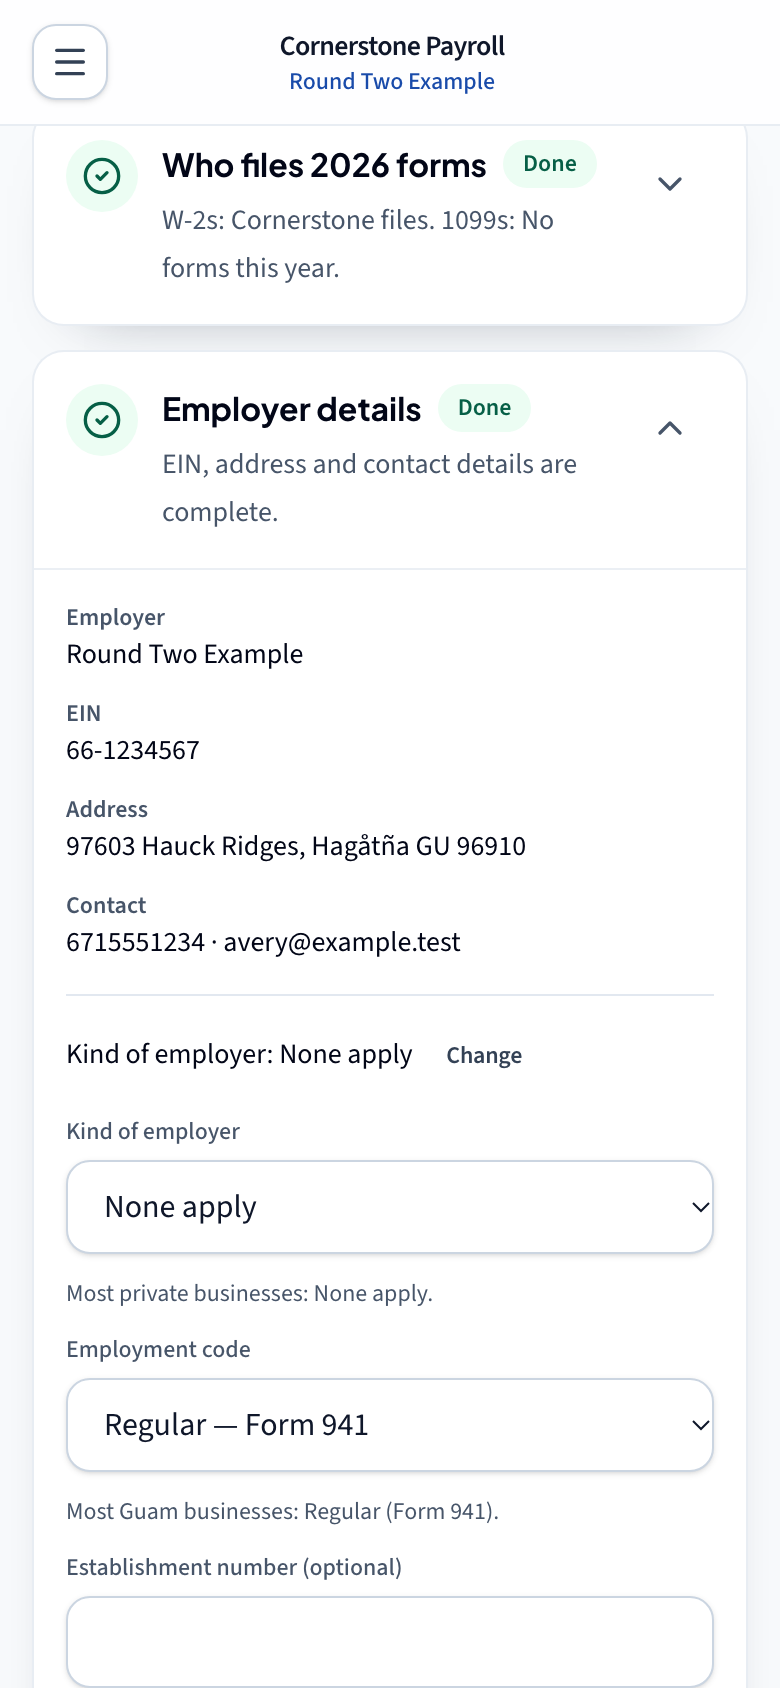 Cornerstone Payroll
Round Two Example
Who files 2026 forms
Done
W-2s: Cornerstone files. 1099s: No
forms this year.
Employer details
Done
EIN, address and contact details are
complete.
Employer
Round Two Example
EIN
66-1234567
Address
97603 Hauck Ridges, Hagåtña GU 96910
Contact
6715551234 · avery@example.test
Kind of employer: None apply
Change
Kind of employer
None apply
Most private businesses: None apply.
Employment code
Regular — Form 941
Most Guam businesses: Regular (Form 941).
Establishment number (optional)